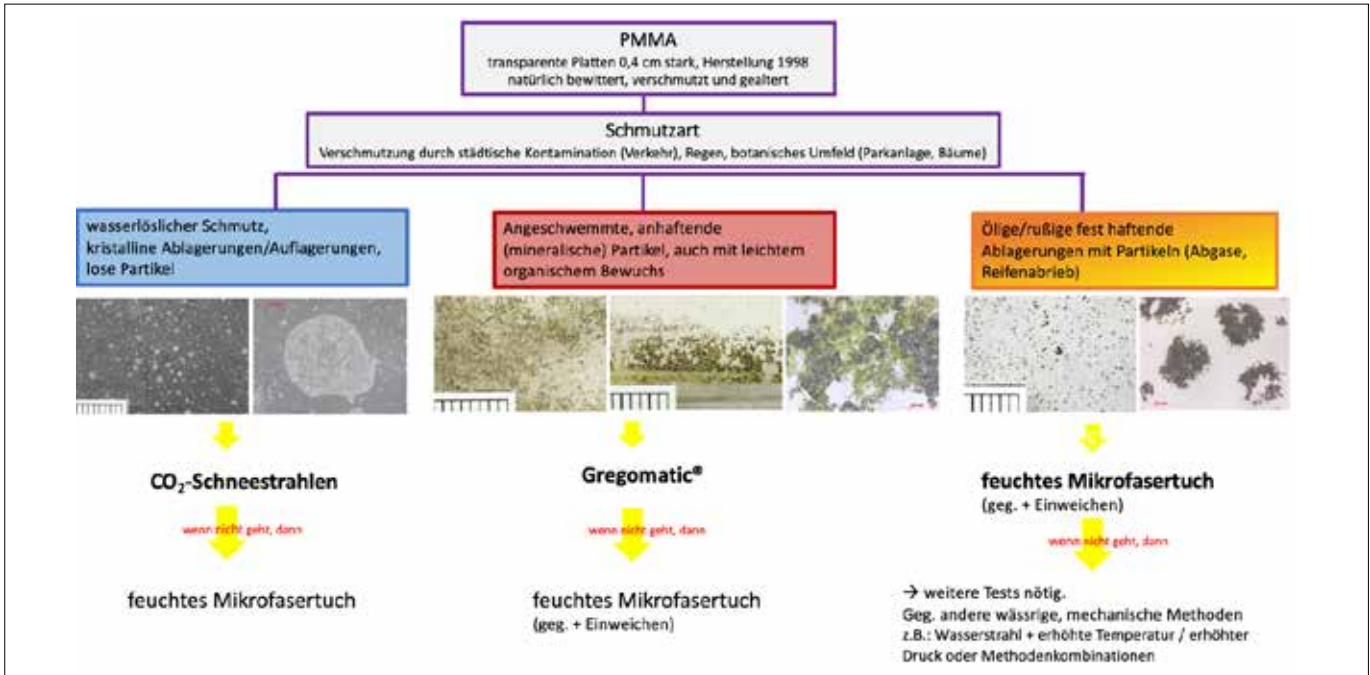 PMMA
transparente Platten 0,4 cm stark, Herstellung 1998
natürlich bewittert, verschmutzt und gealtert
Schmutzart
Verschmutzung durch städtische Kontamination (Verkehr), Regen, botanisches Umfeld (Parkanlage, Bäume)
wasserlöslicher Schmutz,
kristalline Ablagerungen/Auflagerungen,
lose Partikel
Angeschwemmte, anhaftende
(mineralische) Partikel, auch mit leichtem
organischem Bewuchs
Ölige/rußige fest haftende
Ablagerungen mit Partikeln (Abgase,
Reifenabrieb)
CO₂-Schneestrahlen
wenn nicht geht, dann
feuchtes Mikrofasertuch
Gregomatic®
wenn nicht geht, dann
feuchtes Mikrofasertuch
(geg. + Einweichen)
feuchtes Mikrofasertuch
(geg. + Einweichen)
wenn nicht geht, dann
→ weitere Tests nötig.
Geg. andere wässrige, mechanische Methoden
z.B.: Wasserstrahl + erhöhte Temperatur / erhöhter
Druck oder Methodenkombinationen